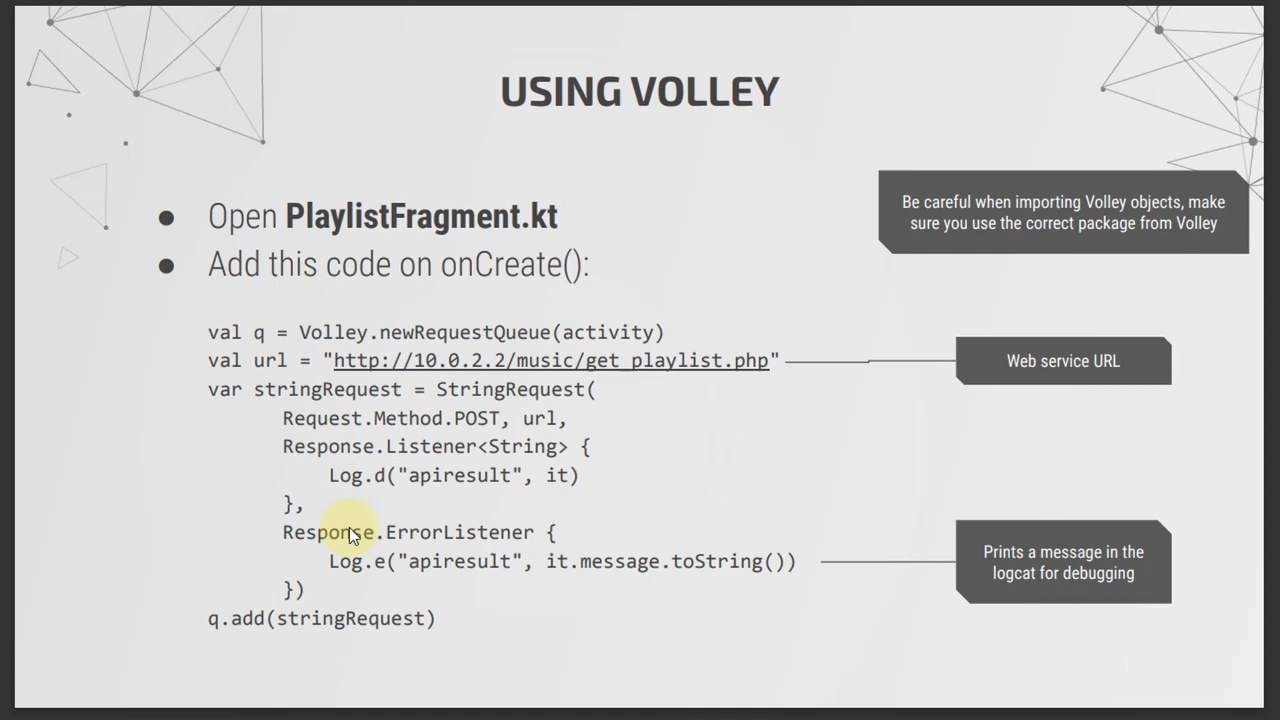 USING VOLLEY
Be careful when importing Volley objects, make
sure you use the correct package from Volley
● Open PlaylistFragment.kt
● Add this code on onCreate():
val q = Volley.newRequestQueue(activity)
val url = "http://10.0.2.2/music/get_playlist.php"
Web service URL
var stringRequest = StringRequest(
Request.Method.POST, url,
Response.Listener<String> {
Log.d("apiresult", it)
},
Response.ErrorListener {
Log.e("apiresult", it.message.toString())
Prints a message in the
logcat for debugging
})
q.add(stringRequest)